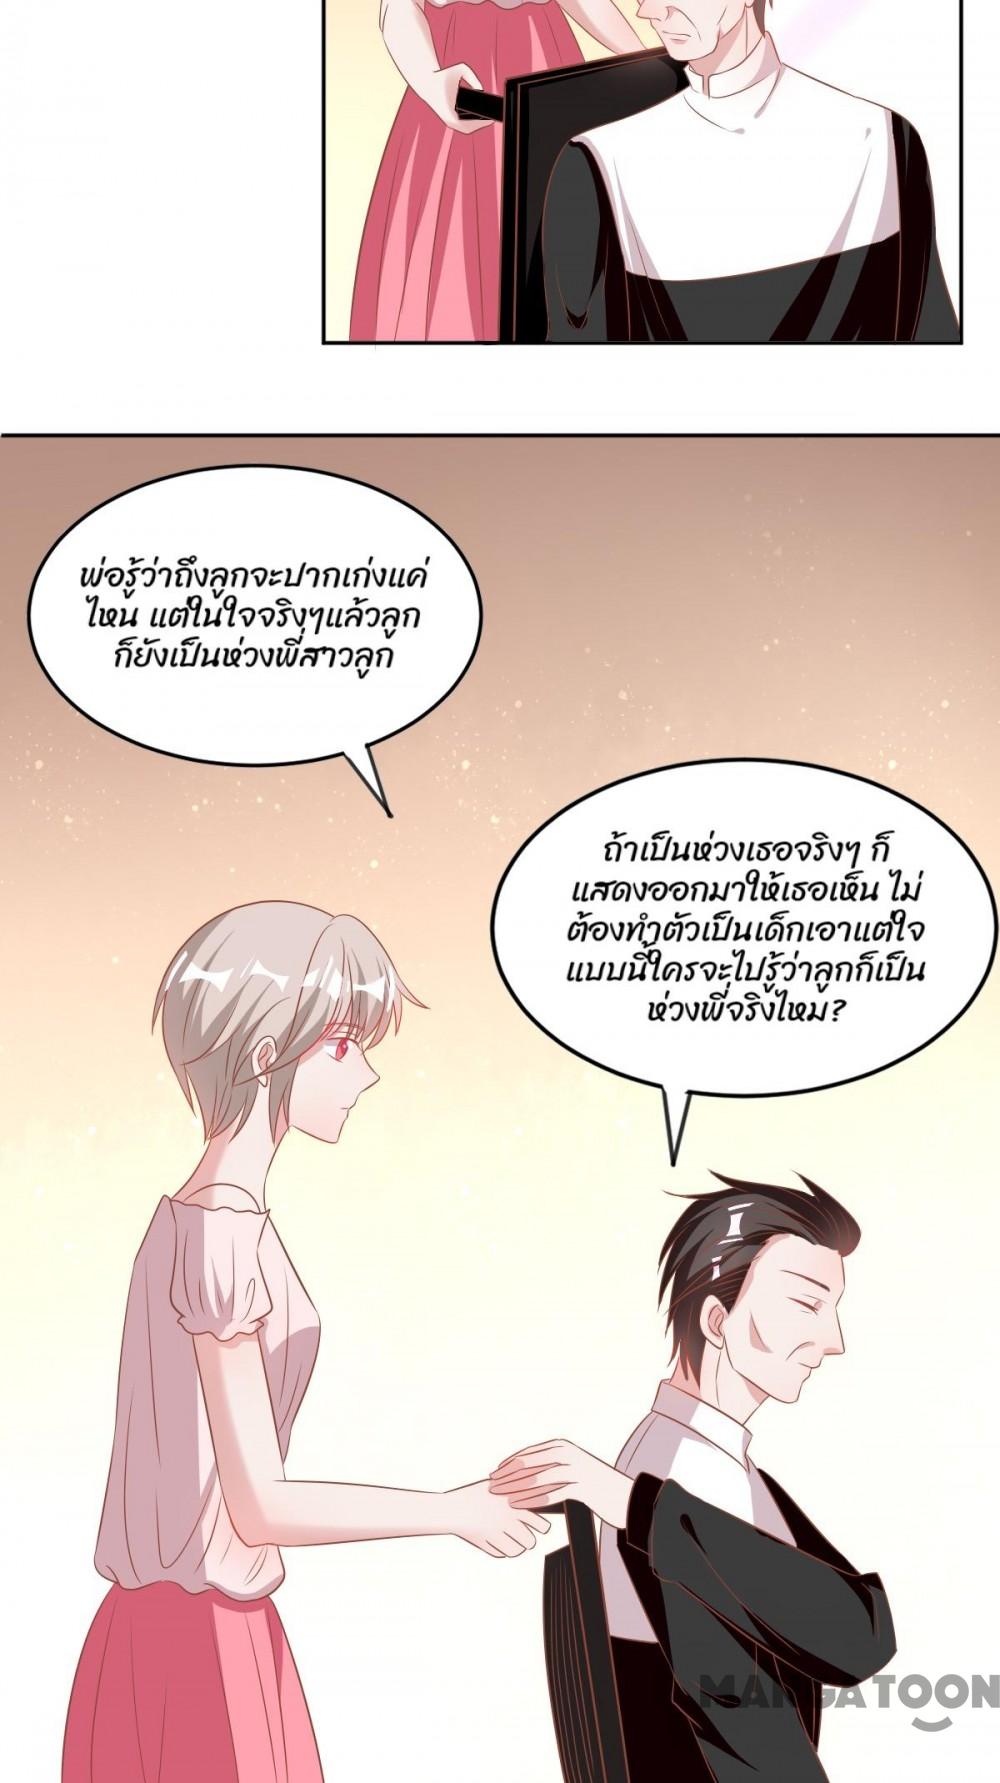 พ่อรู้ว่าถึงลูกจะปากเก่งแค่
ไหน แต่ในใจจริงๆแล้วลูก
ก็ยังเป็นห่วงพี่สาวลูก
ถ้าเป็นห่วงเธอจริงๆ ก็
แสดงออกมาให้เธอเห็น ไม่
ต้องทำตัวเป็นเด็กเอาแต่ใจ
แบบนี้ใครจะไปรู้ว่าลูกก็เป็น
ห่วงพี่จริงไหม?
MANGATOON